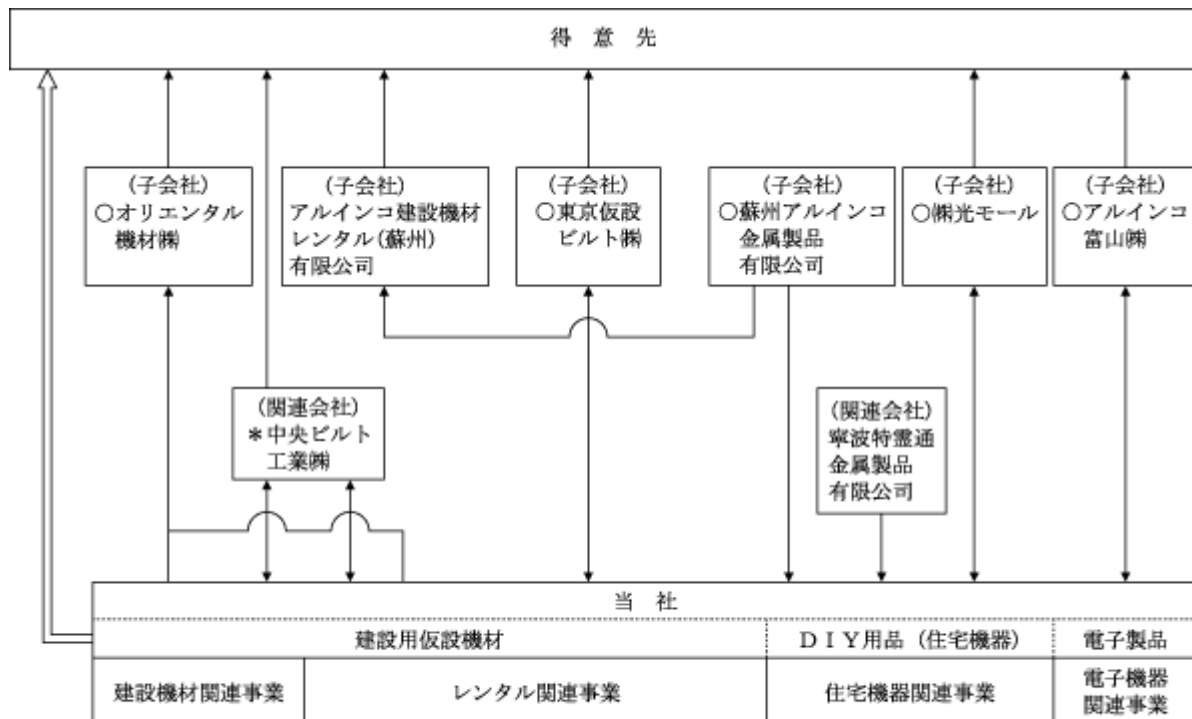 得 意 先
(子会社)
○オリエンタル
機材㈱
(子会社)
アルインコ建設機材
レンタル(蘇州)
有限公司
(子会社)
○東京仮設
ビルト㈱
(子会社)
○蘇州アルインコ
金属製品
有限公司
(子会社)
○㈱光モール
(子会社)
○アルインコ
富山㈱
(関連会社)
＊中央ビルト
工業㈱
(関連会社)
寧波特霊通
金属製品
有限公司
当 社
建設用仮設機材
ＤＩＹ用品（住宅機器）
電子製品
建設機材関連事業
レンタル関連事業
住宅機器関連事業
電子機器
関連事業